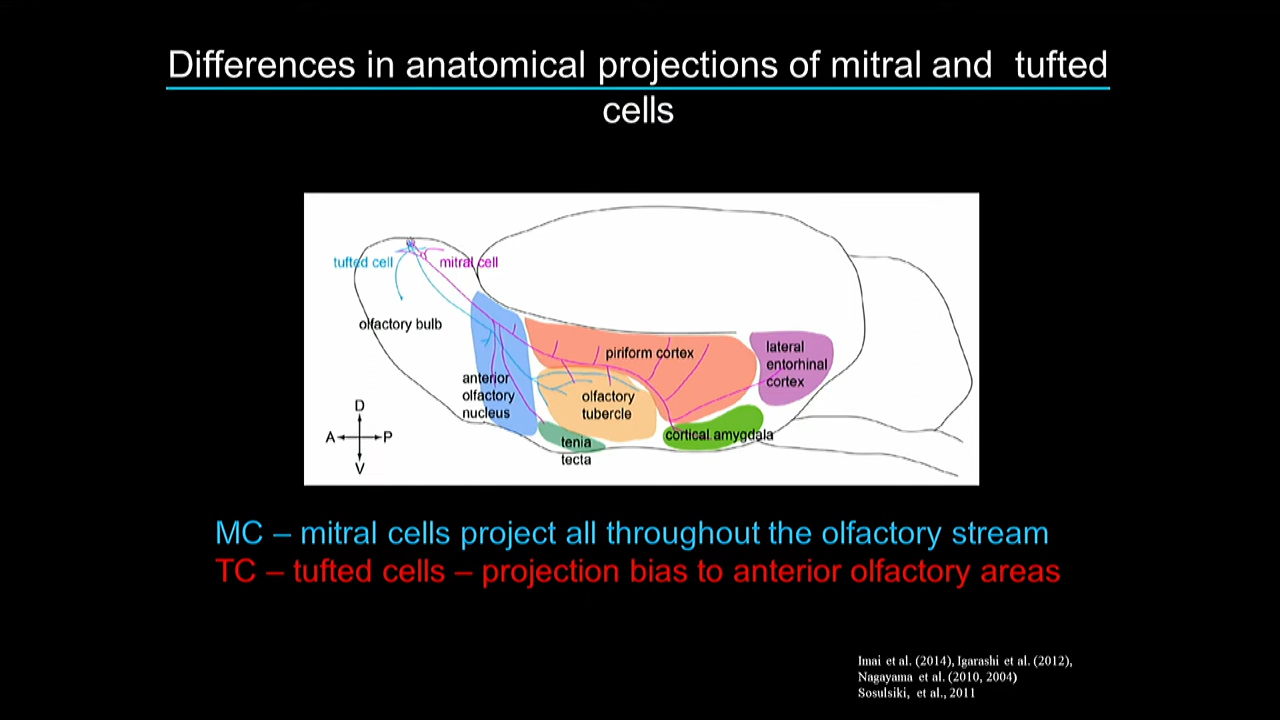 Differences in anatomical projections of mitral and tufted
cells
tufted cell
mitral cell
olfactory bulb
anterior
olfactory
nucleus
piriform cortex
olfactory
tubercle
lateral
entorhinal
cortex
cortical amygdala
tenia
tecta
D
A
P
V
MC – mitral cells project all throughout the olfactory stream
TC – tufted cells – projection bias to anterior olfactory areas
Imai et al. (2014), Igarashi et al. (2012),
Nagayama et al. (2010, 2004)
Sosulsiki, et al., 2011